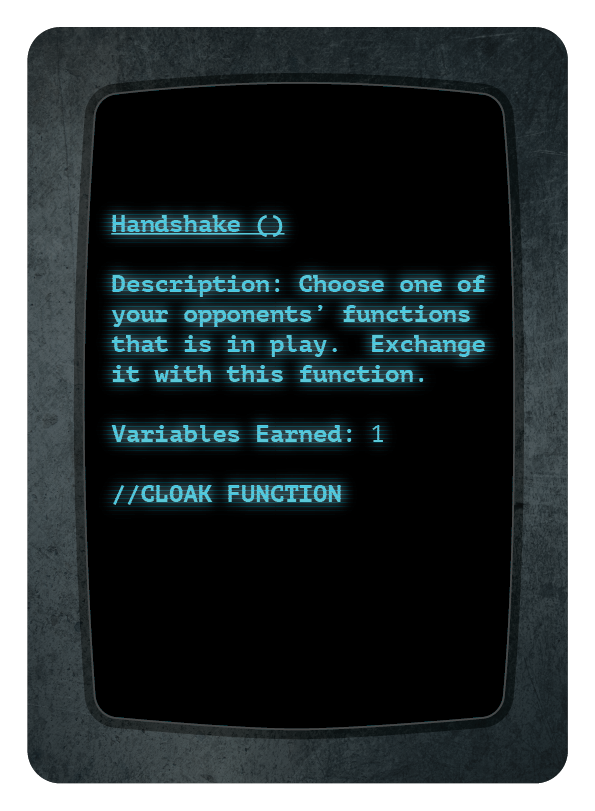 Handshake ()
Description: Choose one of
your opponents’ functions
that is in play.  Exchange
it with this function.
Variables Earned: 1
//CLOAK FUNCTION